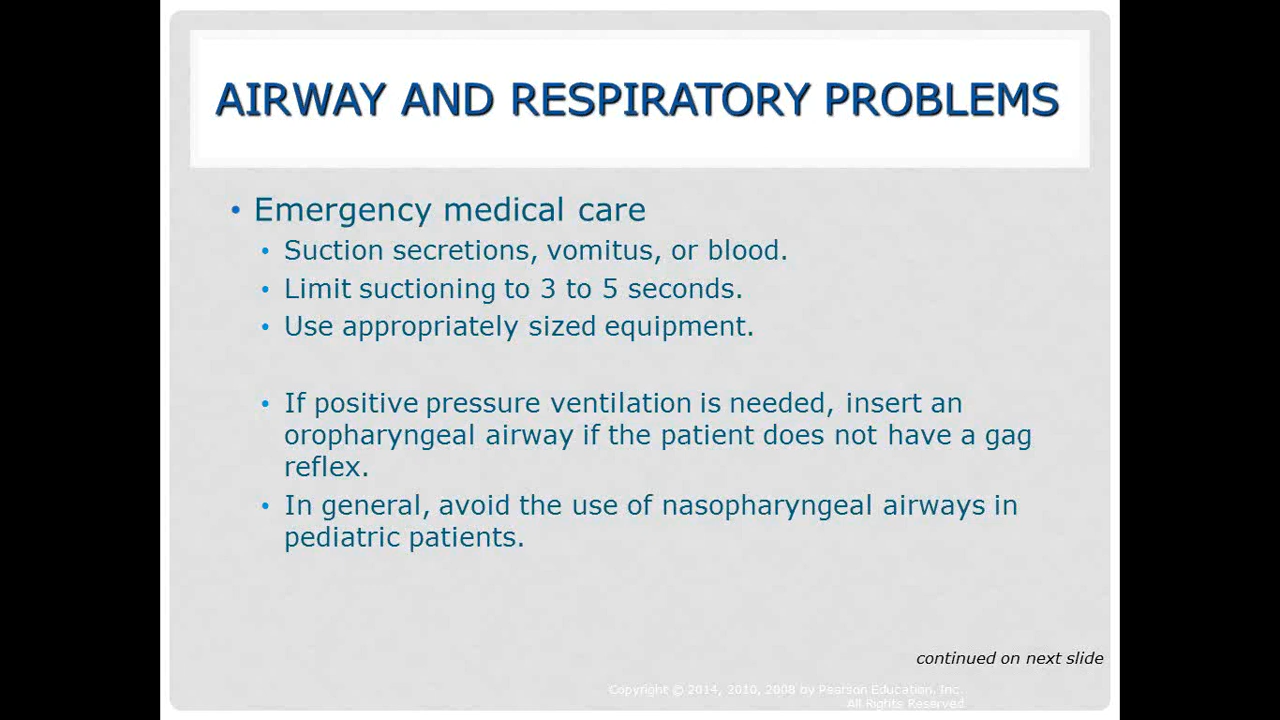 AIRWAY AND RESPIRATORY PROBLEMS
• Emergency medical care
• Suction secretions, vomitus, or blood.
• Limit suctioning to 3 to 5 seconds.
• Use appropriately sized equipment.
• If positive pressure ventilation is needed, insert an
oropharyngeal airway if the patient does not have a gag
reflex.
• In general, avoid the use of nasopharyngeal airways in
pediatric patients.
continued on next slide
Copyright © 2014, 2010, 2008 by Pearson Education, Inc.
All Rights Reserved